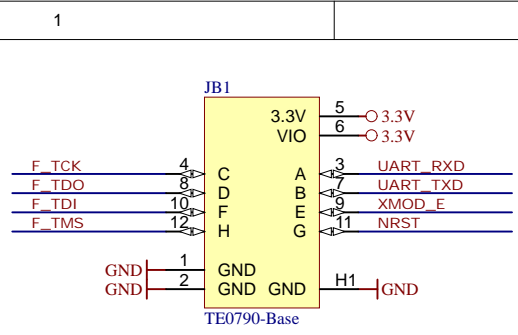 1
JB1
3.3V 5 3.3V
VIO 6 3.3V
F_TCK 4 C A 3 UART_RXD
F_TDO 8 D B 7 UART_TXD
F_TDI 10 F E 9 XMOD_E
F_TMS 12 H G 11 NRST
GND 1 GND
GND 2 GND GND H1 GND
TE0790-Base